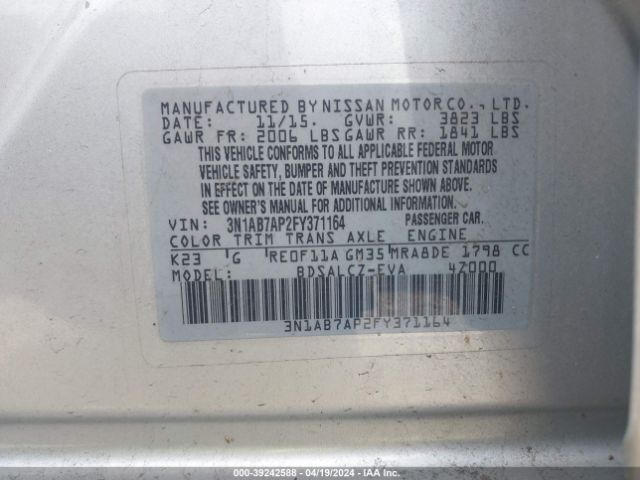 MANUFACTURED BY NISSAN MOTOR CO., LTD.
DATE: 11/15. GVWR: 3823 LBS
GAWR FR: 2006 LBS GAWR RR: 1841 LBS
THIS VEHICLE CONFORMS TO ALL APPLICABLE FEDERAL MOTOR
VEHICLE SAFETY, BUMPER AND THEFT PREVENTION STANDARDS
IN EFFECT ON THE DATE OF MANUFACTURE SHOWN ABOVE.
SEE OWNER'S MANUAL FOR ADDITIONAL INFORMATION.
VIN: 3N1AB7AP2FY371164 PASSENGER CAR.
COLOR TRIM TRANS AXLE ENGINE
K23 G RE0F11A GM35 MRA8DE 1798 CC
MODEL: BDSALCZ-EVA 4Z000
3N1AB7AP2FY371164
000-39242588 - 04/19/2024 - IAAI.COM